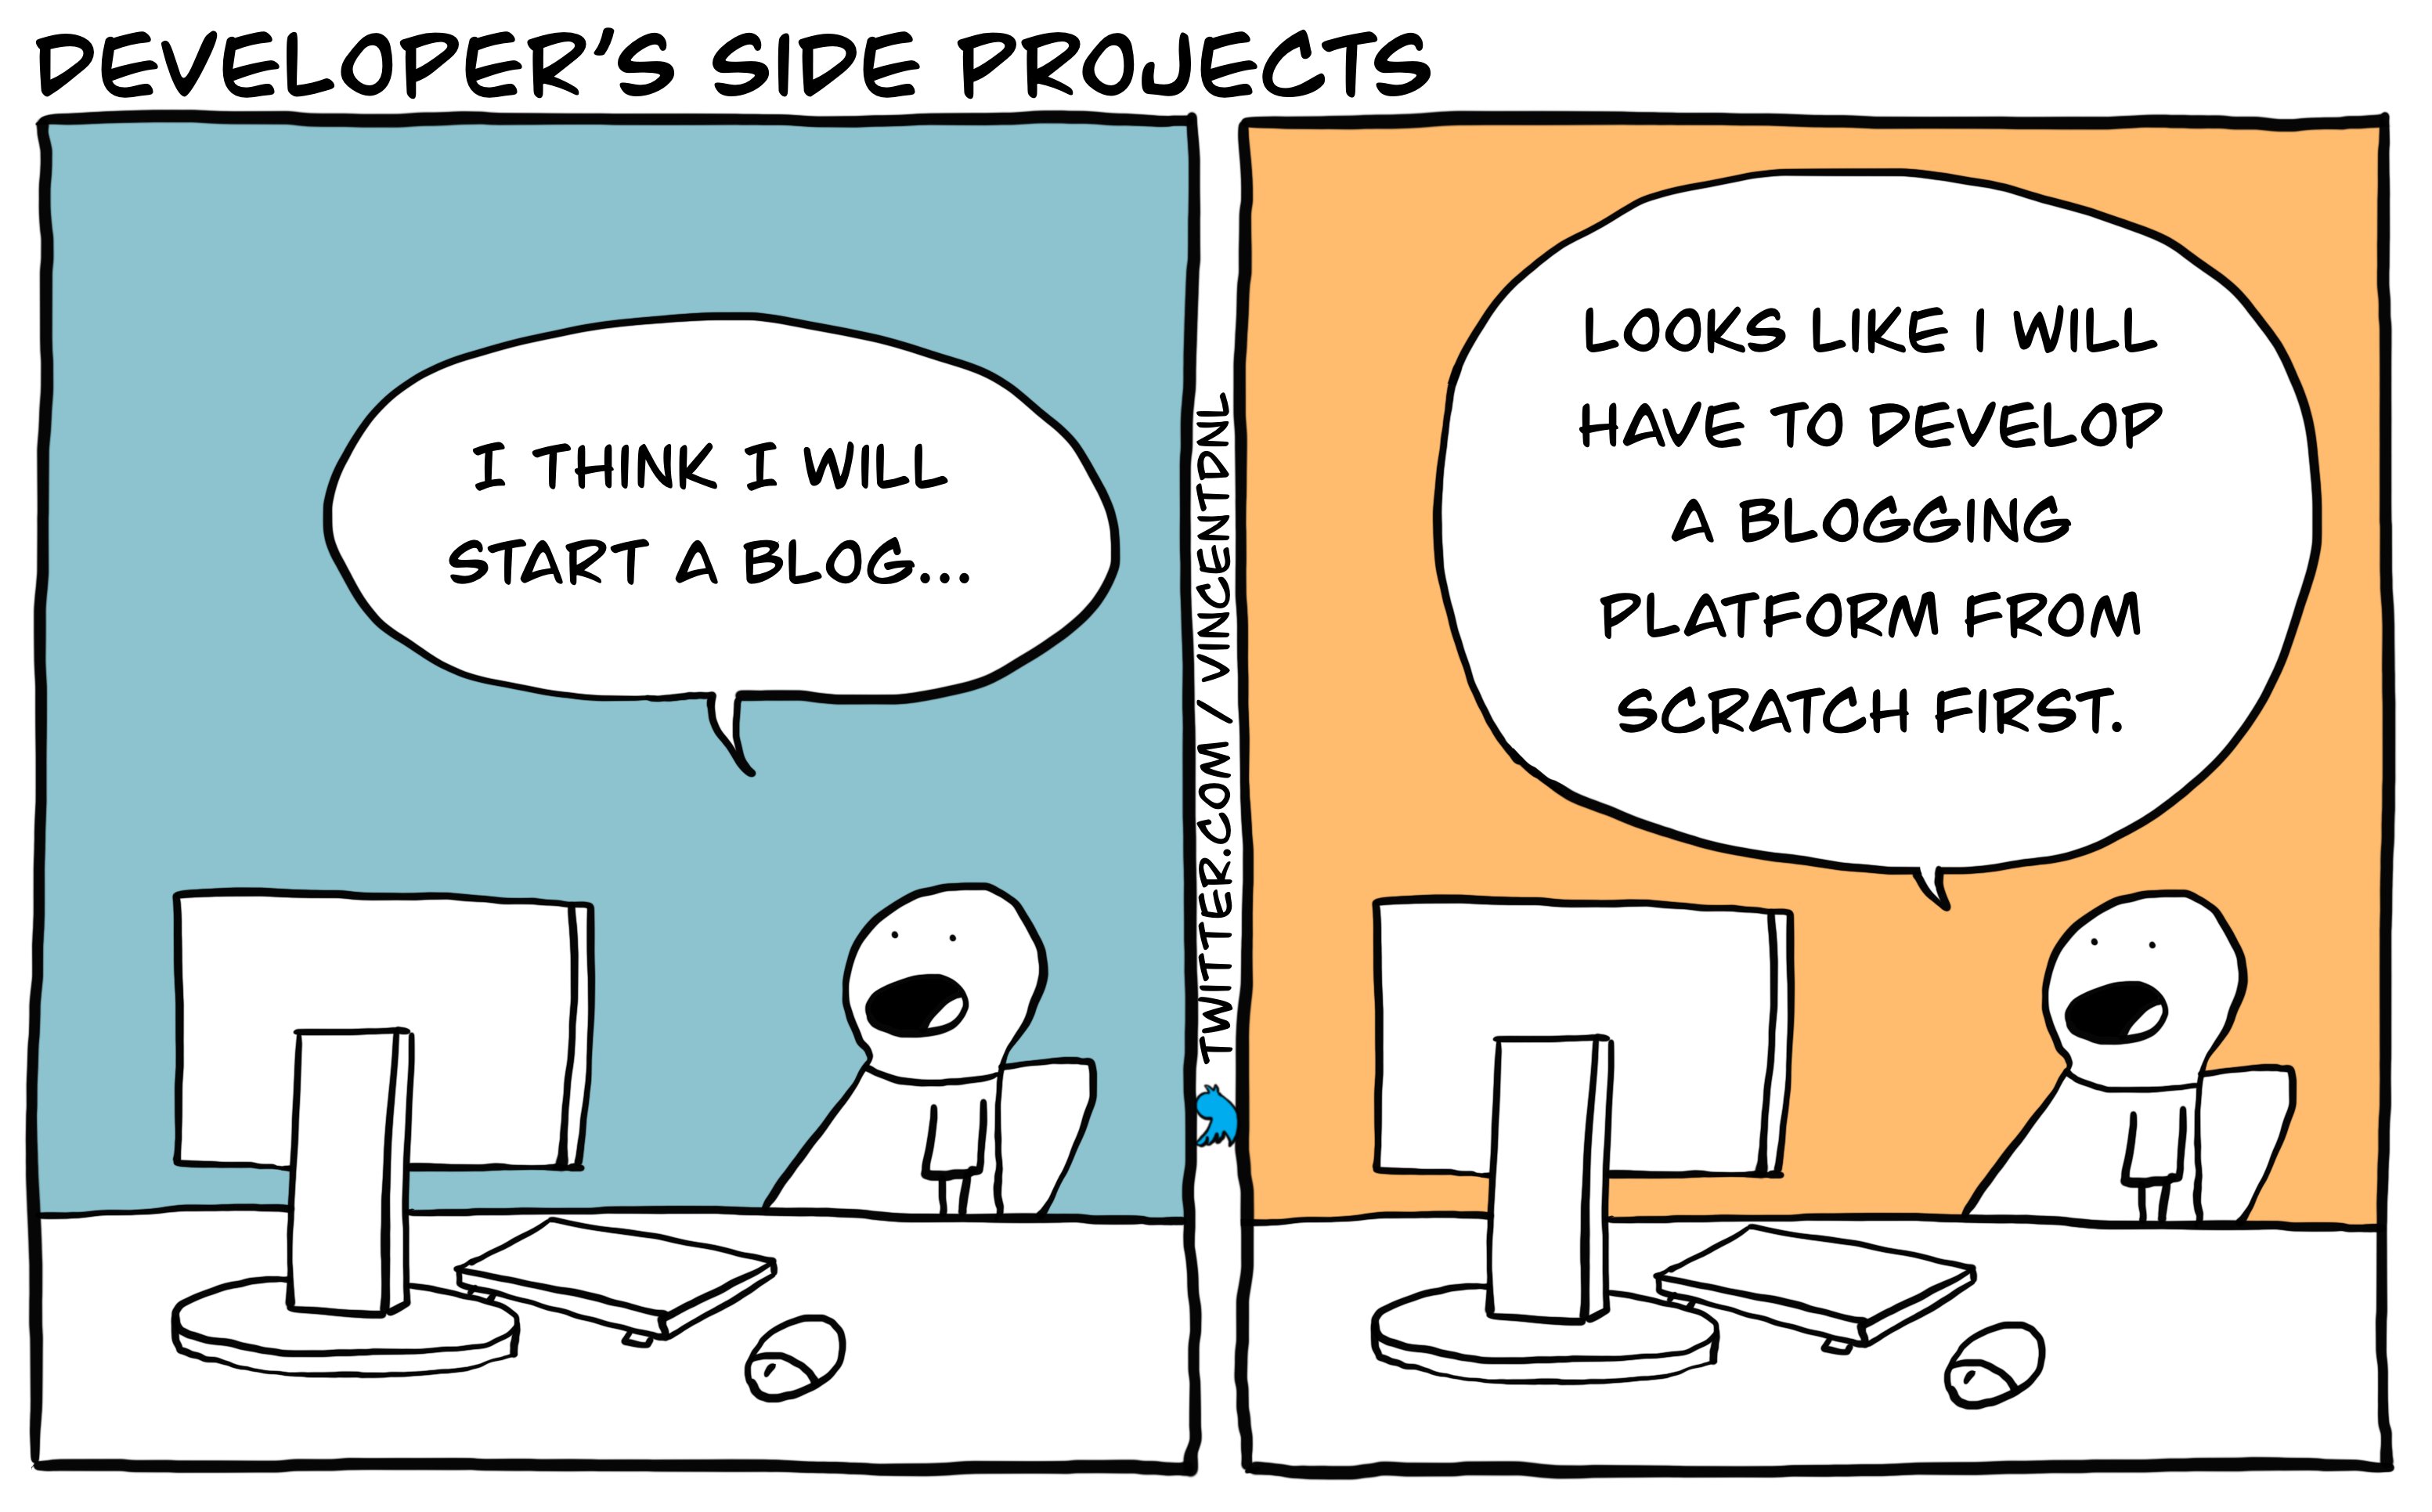 DEVELOPER'S SIDE PROJECTS
I THINK I WILL
START A BLOG...
TWITTER.COM / VINCENTDNL
LOOKS LIKE I WILL
HAVE TO DEVELOP
A BLOGGING
PLATFORM FROM
SCRATCH FIRST.